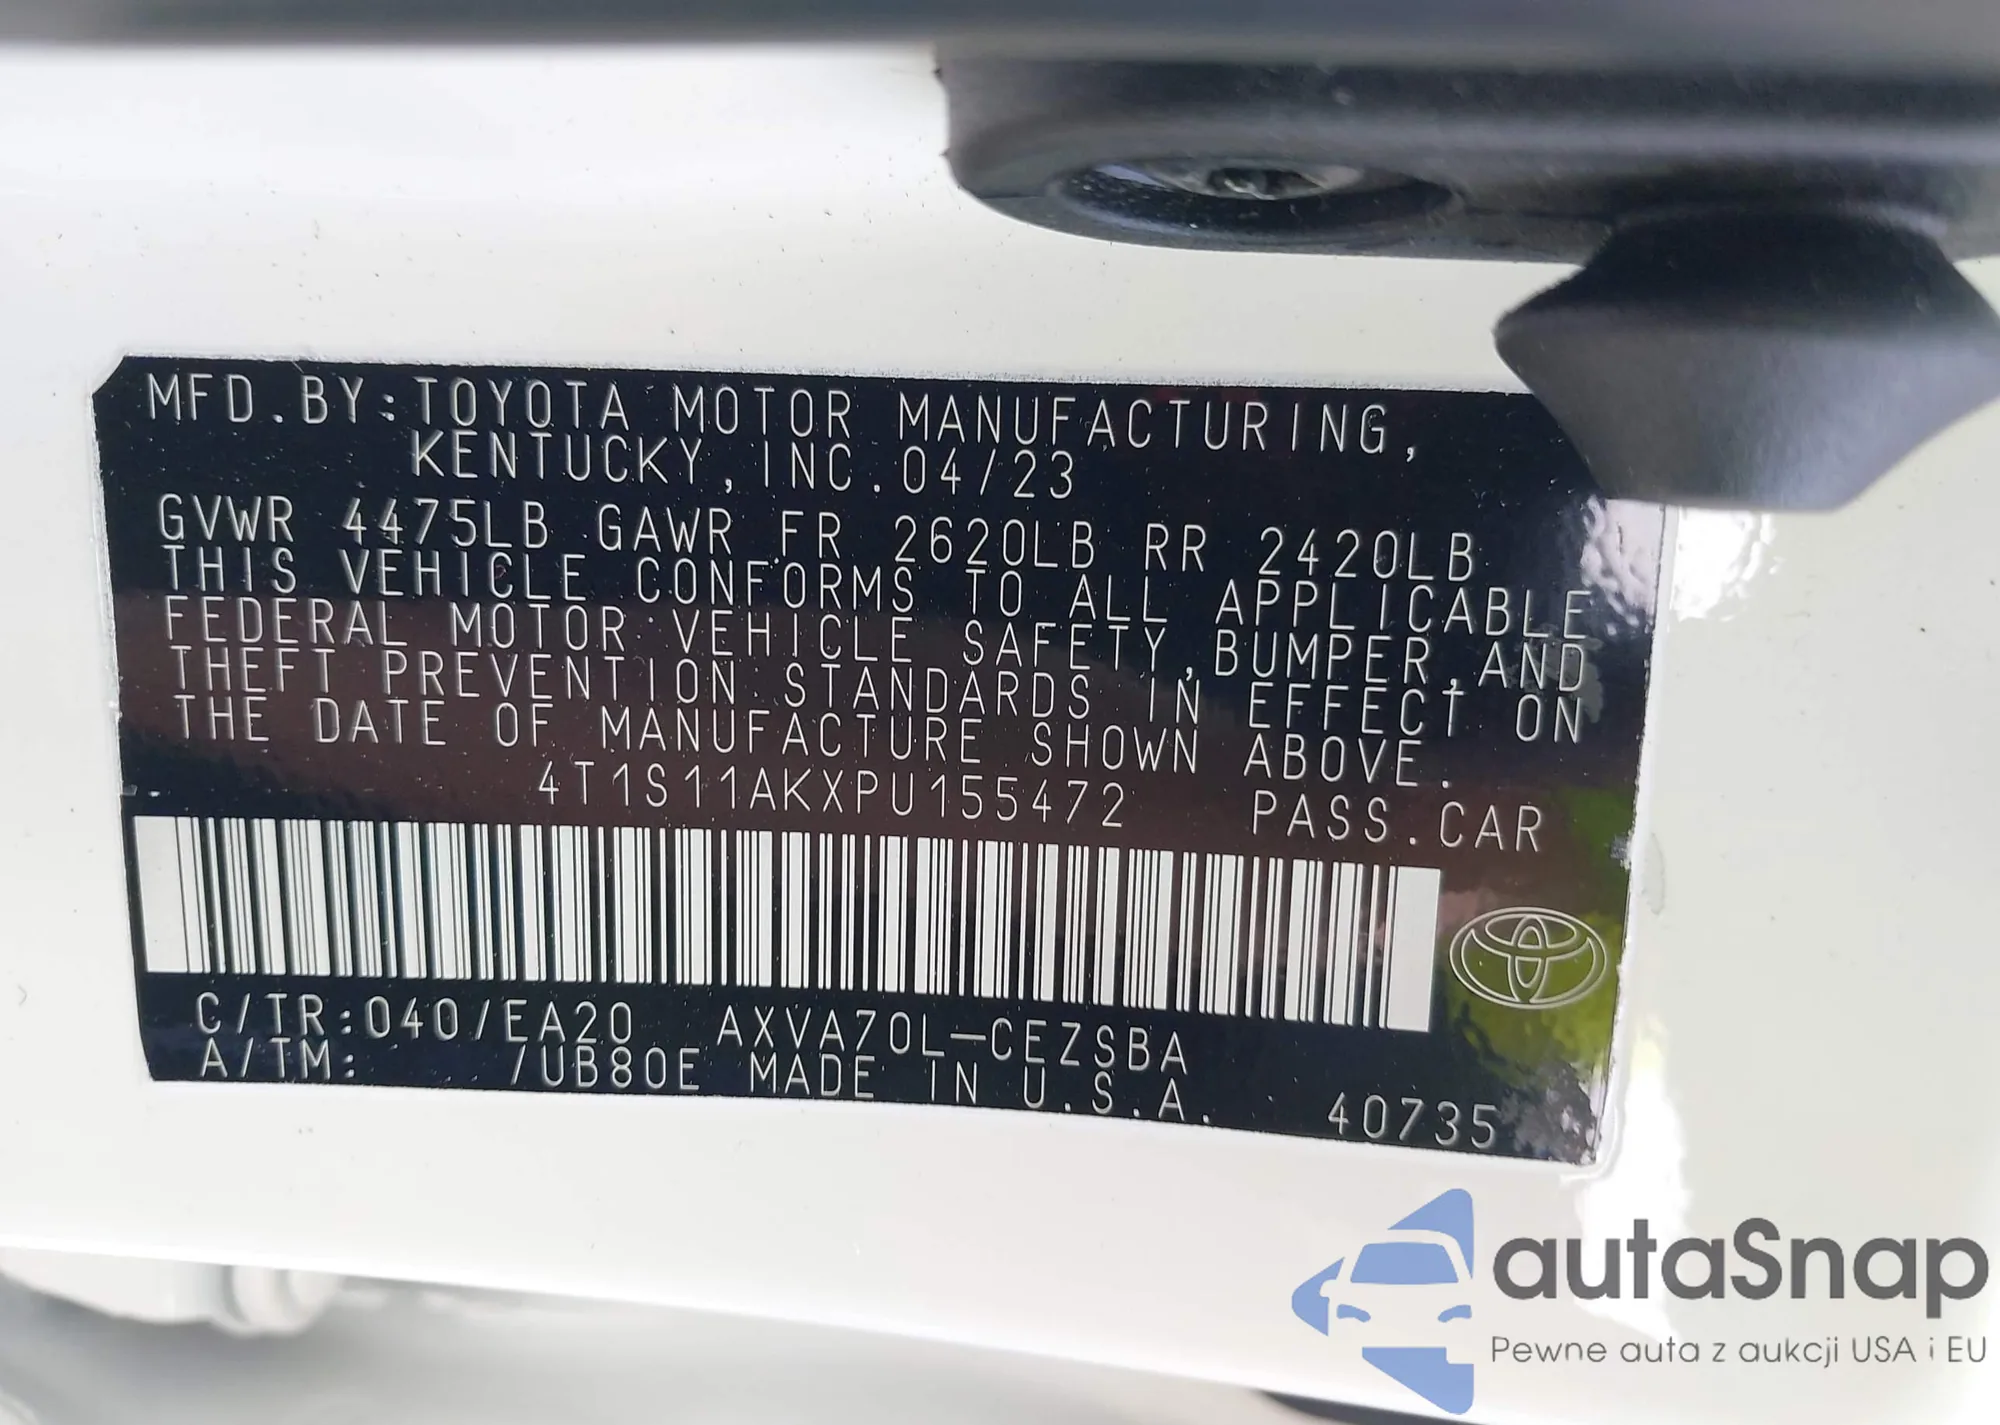 MFD.BY:TOYOTA MOTOR MANUFACTURING,
KENTUCKY,INC.04/23
GVWR 4475LB GAWR FR 2620LB RR 2420LB
THIS VEHICLE CONFORMS TO ALL APPLICABLE
FEDERAL MOTOR VEHICLE SAFETY,BUMPER,AND
THEFT PREVENTION STANDARDS IN EFFECT ON
THE DATE OF MANUFACTURE SHOWN ABOVE.
4T1S11AKXPU155472 PASS.CAR
C/TR:040/EA20 AXVA70L-CEZSBA
A/TM: /UB80E MADE IN U.S.A. 40735
autaSnap
Pewne auta z aukcji USA i EU